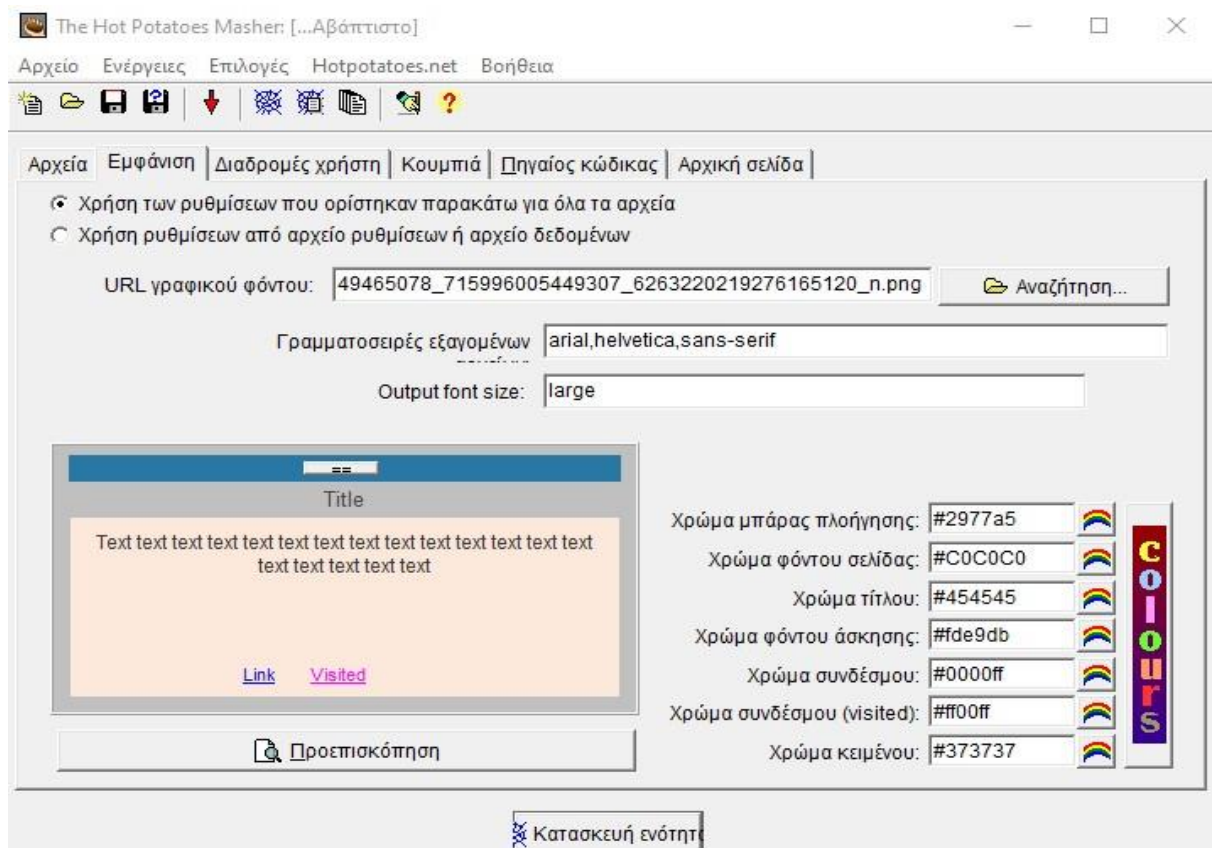 The Hot Potatoes Masher: [...Αβάπτιστο]
Αρχείο Ενέργειες Επιλογές Hotpotatoes.net Βοήθεια
Αρχεία Εμφάνιση Διαδρομές χρήστη Κουμπιά Πηγαίος κώδικας Αρχική σελίδα
Χρήση των ρυθμίσεων που ορίστηκαν παρακάτω για όλα τα αρχεία
Χρήση ρυθμίσεων από αρχείο ρυθμίσεων ή αρχείο δεδομένων
URL γραφικού φόντου: 49465078_715996005449307_6263220219276165120_n.png Αναζήτηση...
Γραμματοσειρές εξαγομένων arial,helvetica,sans-serif
Output font size: large
==
Title
Text text text text text text text text text text text text text text
text text text text text
Link Visited
Προεπισκόπηση
Χρώμα μπάρας πλοήγησης: #2977a5
Χρώμα φόντου σελίδας: #C0C0C0
Χρώμα τίτλου: #454545
Χρώμα φόντου άσκησης: #fde9db
Χρώμα συνδέσμου: #0000ff
Χρώμα συνδέσμου (visited): #ff00ff
Χρώμα κειμένου: #373737
Colours
Κατασκευή ενότητ